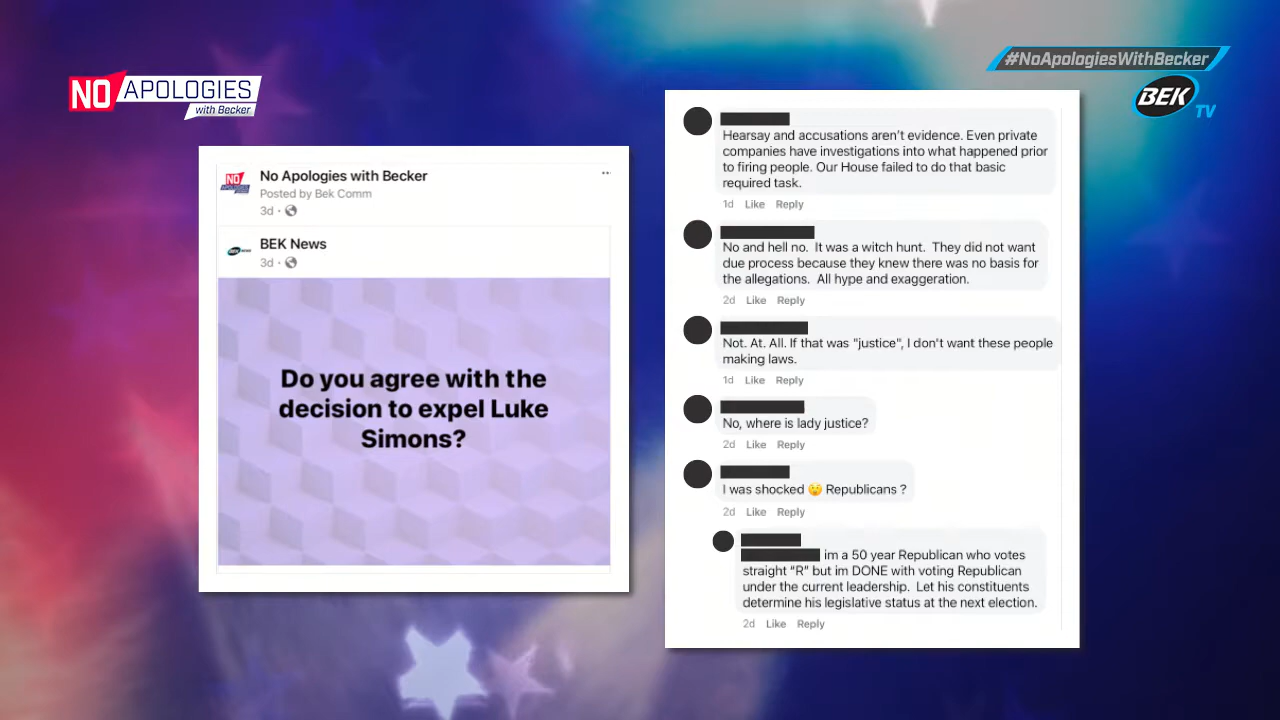 NO APOLOGIES
with Becker
#NoApologiesWithBecker
BEK TV
No Apologies with Becker
Posted by Bek Comm
3d ·
BEK News
3d ·
Do you agree with the
decision to expel Luke
Simons?
Hearsay and accusations aren't evidence. Even private
companies have investigations into what happened prior
to firing people. Our House failed to do that basic
required task.
1d Like Reply
No and hell no. It was a witch hunt. They did not want
due process because they knew there was no basis for
the allegations. All hype and exaggeration.
2d Like Reply
Not. At. All. If that was "justice", I don't want these people
making laws.
1d Like Reply
No, where is lady justice?
2d Like Reply
I was shocked 😲 Republicans ?
2d Like Reply
im a 50 year Republican who votes
straight "R" but im DONE with voting Republican
under the current leadership. Let his constituents
determine his legislative status at the next election.
2d Like Reply